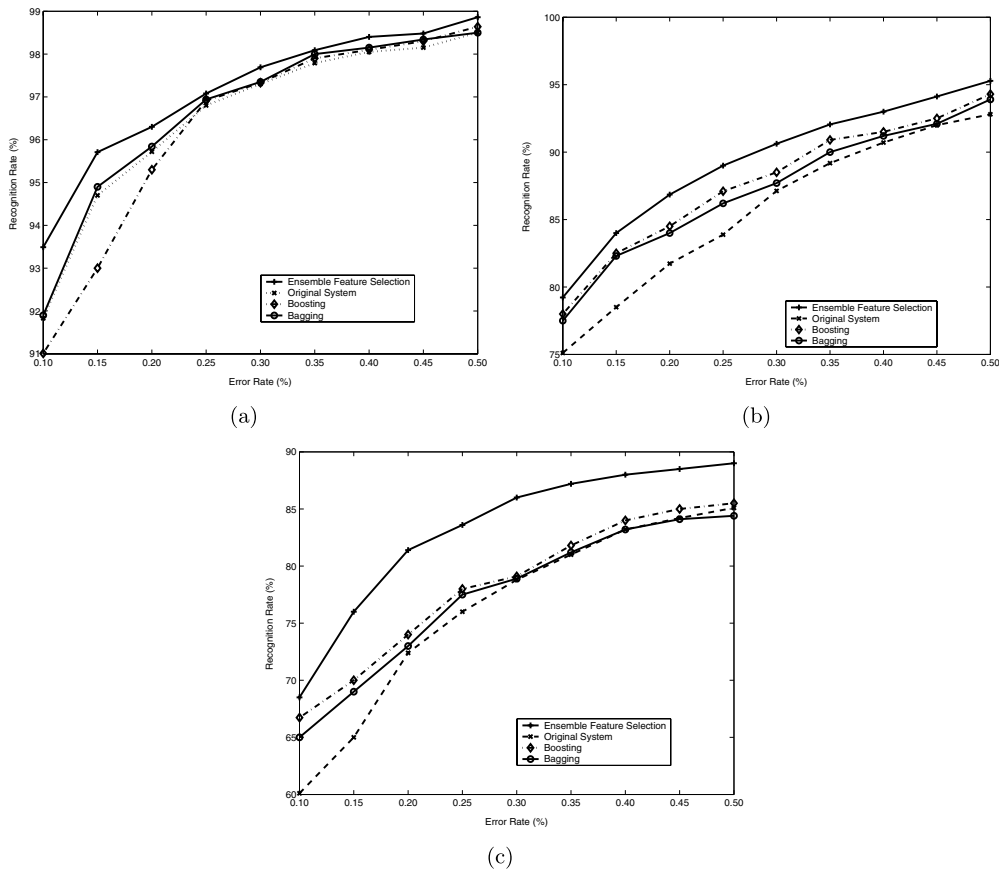 99
98
97
96
95
94
93
92
91
Recognition Rate (%)
0.10 0.15 0.20 0.25 0.30 0.35 0.40 0.45 0.50
Error Rate (%)
Ensemble Feature Selection
Original System
Boosting
Bagging
(a)
100
95
90
85
80
75
Recognition Rate (%)
0.10 0.15 0.20 0.25 0.30 0.35 0.40 0.45 0.50
Error Rate (%)
Ensemble Feature Selection
Original System
Boosting
Bagging
(b)
90
85
80
75
70
65
60
Recognition Rate (%)
0.10 0.15 0.20 0.25 0.30 0.35 0.40 0.45 0.50
Error Rate (%)
Ensemble Feature Selection
Original System
Boosting
Bagging
(c)